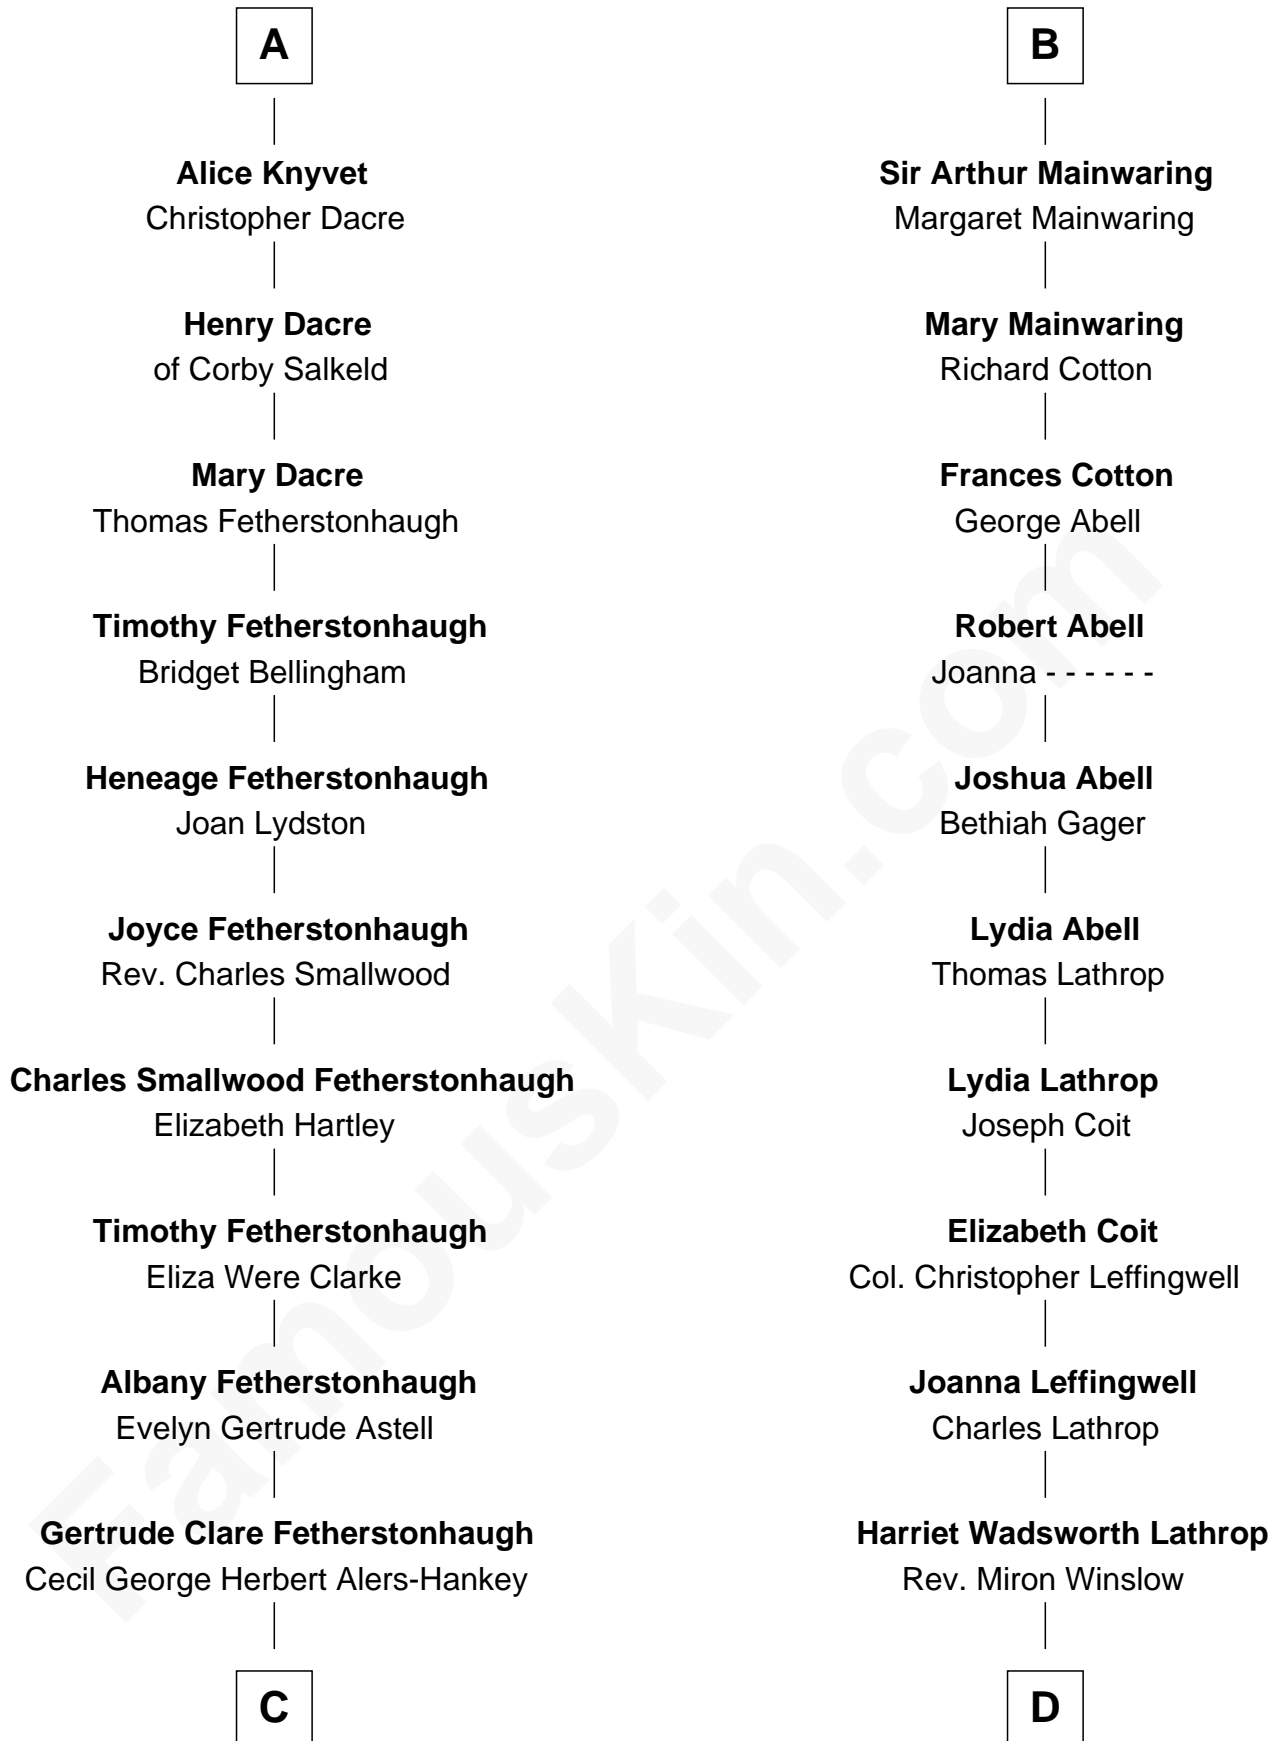 A
Alice Knyvet
Christopher Dacre
Henry Dacre
of Corby Salkeld
Mary Dacre
Thomas Fetherstonhaugh
Timothy Fetherstonhaugh
Bridget Bellingham
Heneage Fetherstonhaugh
Joan Lydston
Joyce Fetherstonhaugh
Rev. Charles Smallwood
Charles Smallwood Fetherstonhaugh
Elizabeth Hartley
Timothy Fetherstonhaugh
Eliza Were Clarke
Albany Fetherstonhaugh
Evelyn Gertrude Astell
Gertrude Clare Fetherstonhaugh
Cecil George Herbert Alers-Hankey
C
B
Sir Arthur Mainwaring
Margaret Mainwaring
Mary Mainwaring
Richard Cotton
Frances Cotton
George Abell
Robert Abell
Joanna - - - - - -
Joshua Abell
Bethiah Gager
Lydia Abell
Thomas Lathrop
Lydia Lathrop
Joseph Coit
Elizabeth Coit
Col. Christopher Leffingwell
Joanna Leffingwell
Charles Lathrop
Harriet Wadsworth Lathrop
Rev. Miron Winslow
D
FamousKin.com